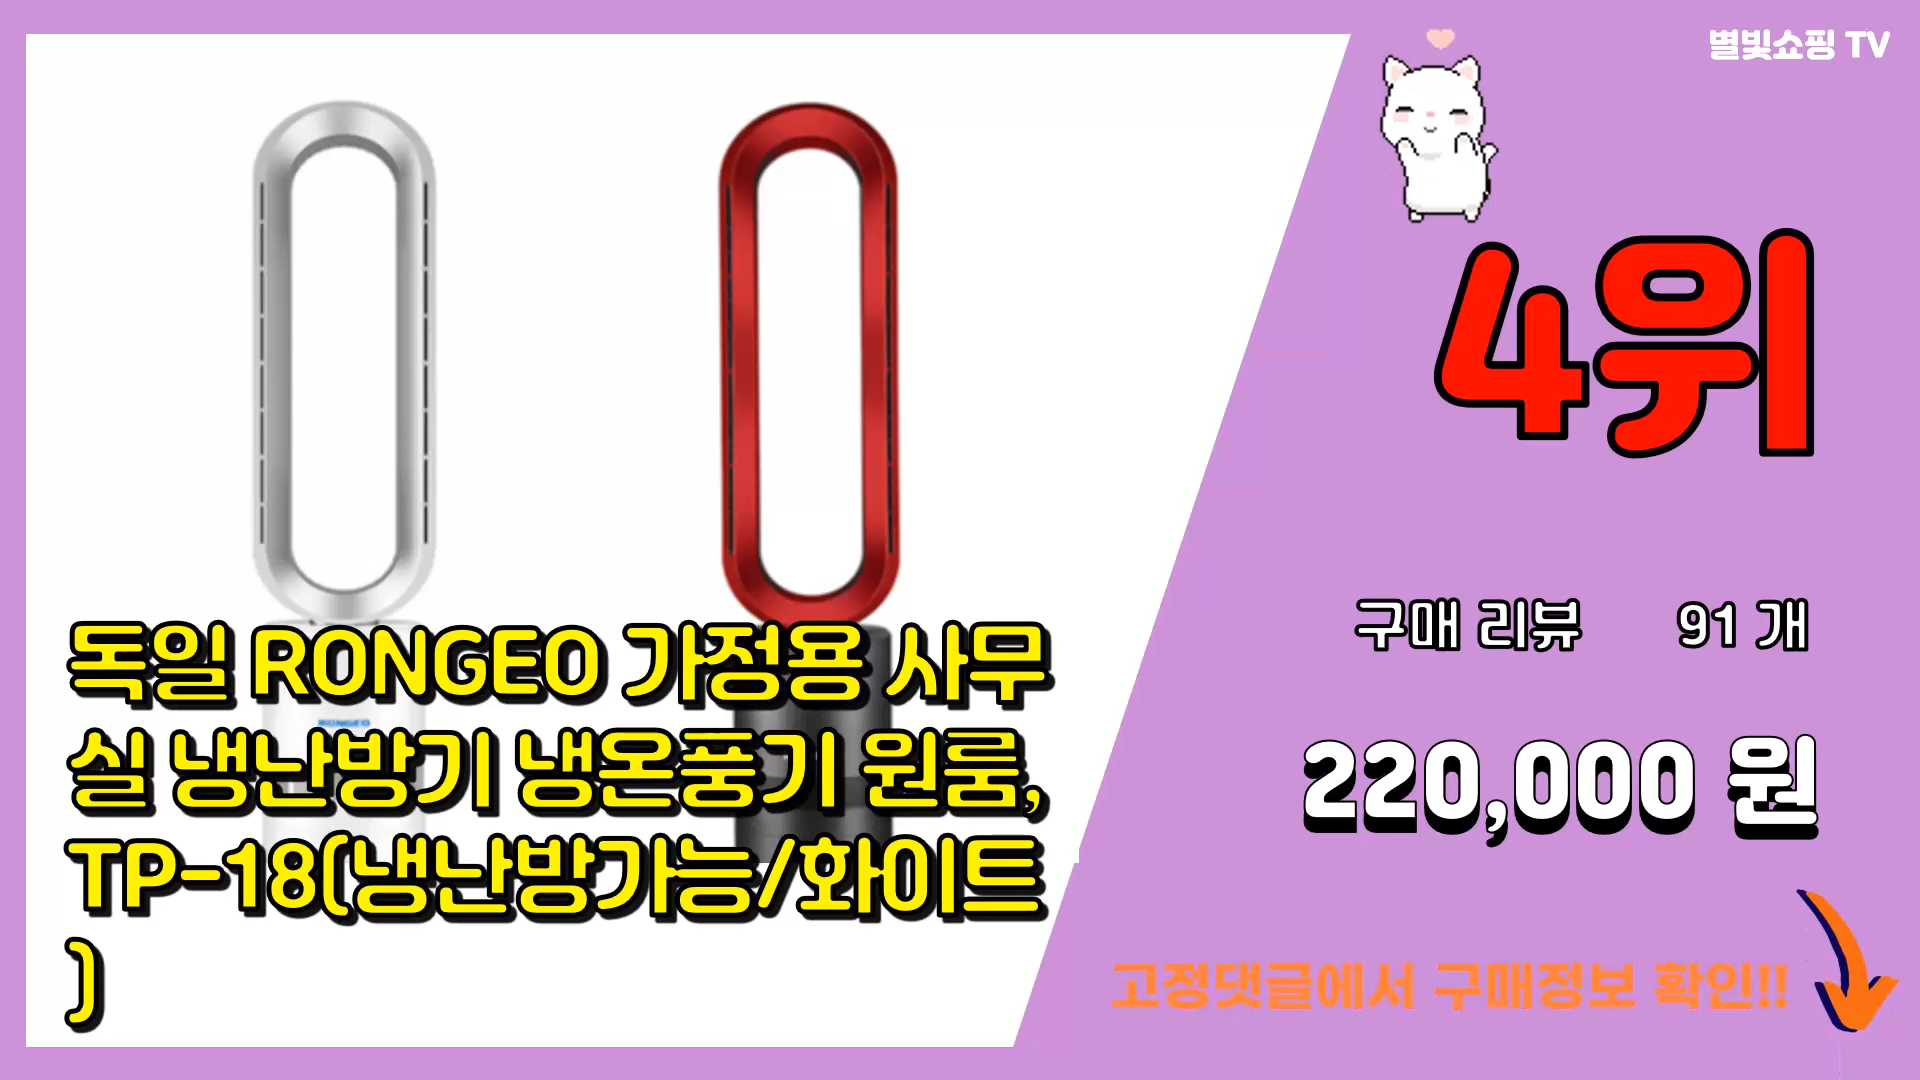 별빛쇼핑 TV
4위
RONGEO
독일 RONGEO 가정용 사무
실 냉난방기 냉온풍기 원룸,
TP-18(냉난방가능/화이트
)
구매 리뷰 91 개
220,000 원
고정댓글에서 구매정보 확인!!